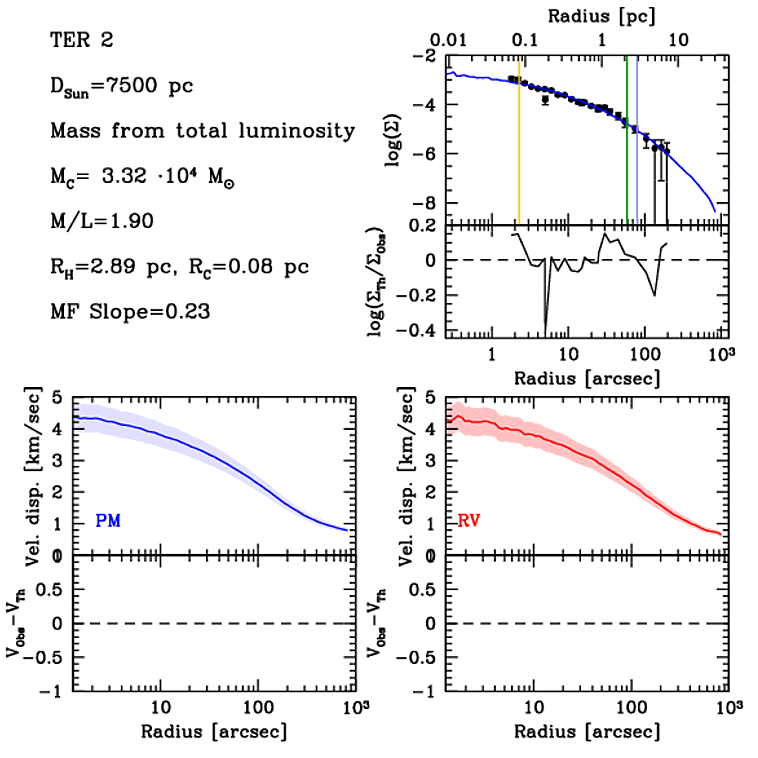 TER 2
D_Sun=7500 pc
Mass from total luminosity
M_C= 3.32 ·10⁴ M_⊙
M/L=1.90
R_H=2.89 pc, R_C=0.08 pc
MF Slope=0.23
Radius [pc]
0.01 0.1 1 10
−2
−4
−6
−8
log(Σ)
0.2
0
−0.2
−0.4
log(Σ_Th/Σ_Obs)
1 10 100 10³
Radius [arcsec]
5
4
3
2
1
0
Vel. disp. [km/sec]
PM
0.5
0
−0.5
−1
V_Obs−V_Th
10 100 10³
Radius [arcsec]
5
4
3
2
1
0
Vel. disp. [km/sec]
RV
0.5
0
−0.5
−1
V_Obs−V_Th
10 100 10³
Radius [arcsec]